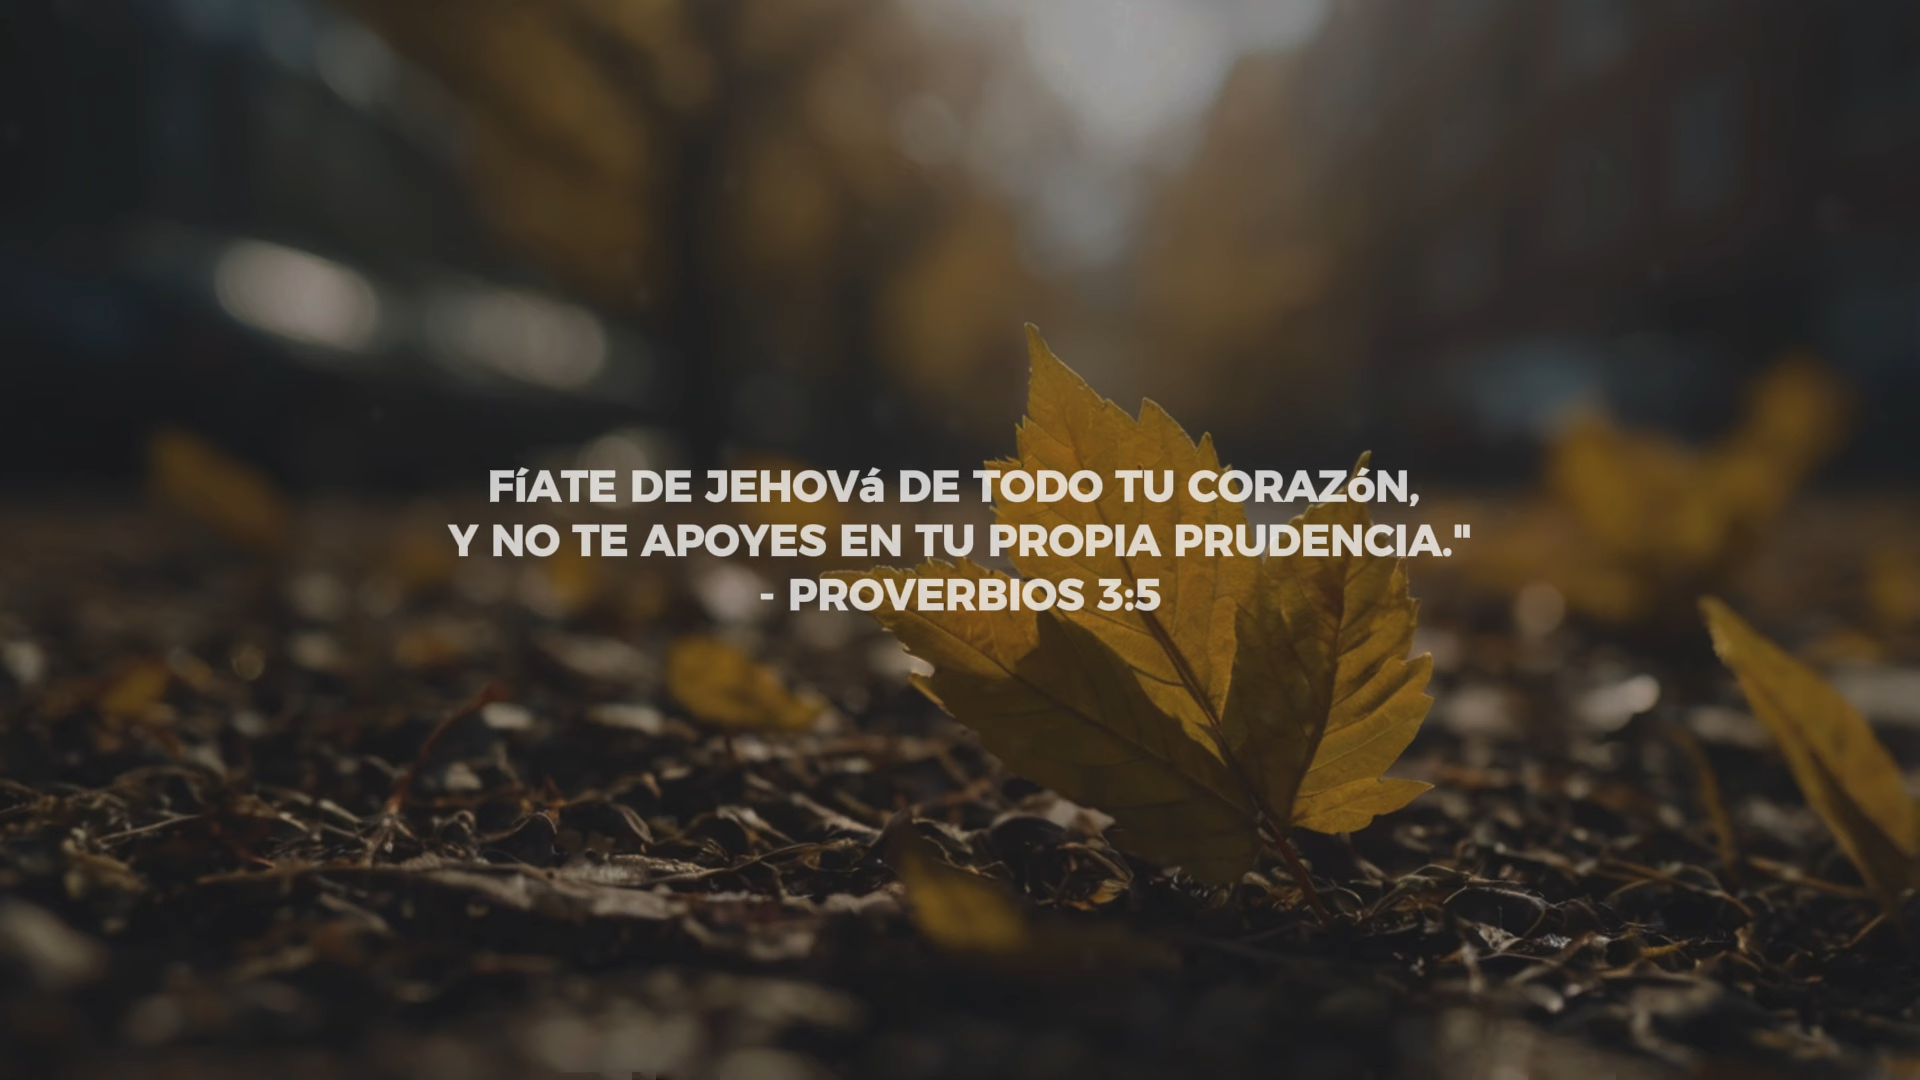 FíATE DE JEHOVá DE TODO TU CORAZóN,
Y NO TE APOYES EN TU PROPIA PRUDENCIA."
- PROVERBIOS 3:5